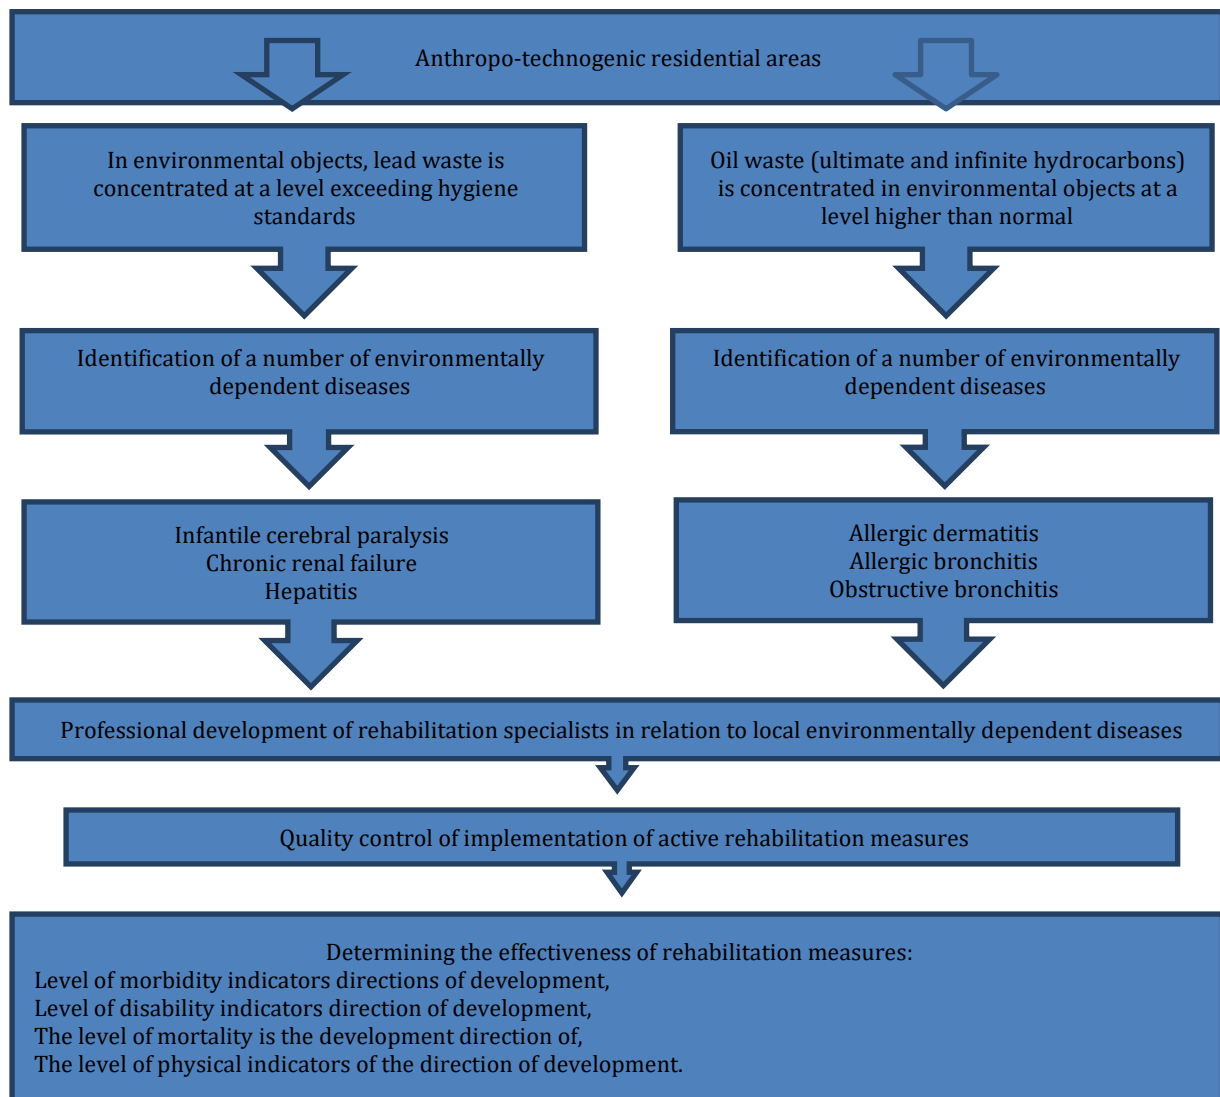 Anthropo-technogenic residential areas
In environmental objects, lead waste is
concentrated at a level exceeding hygiene
standards
Oil waste (ultimate and infinite hydrocarbons)
is concentrated in environmental objects at a
level higher than normal
Identification of a number of environmentally
dependent diseases
Identification of a number of environmentally
dependent diseases
Infantile cerebral paralysis
Chronic renal failure
Hepatitis
Allergic dermatitis
Allergic bronchitis
Obstructive bronchitis
Professional development of rehabilitation specialists in relation to local environmentally dependent diseases
Quality control of implementation of active rehabilitation measures
Determining the effectiveness of rehabilitation measures:
Level of morbidity indicators directions of development,
Level of disability indicators direction of development,
The level of mortality is the development direction of,
The level of physical indicators of the direction of development.